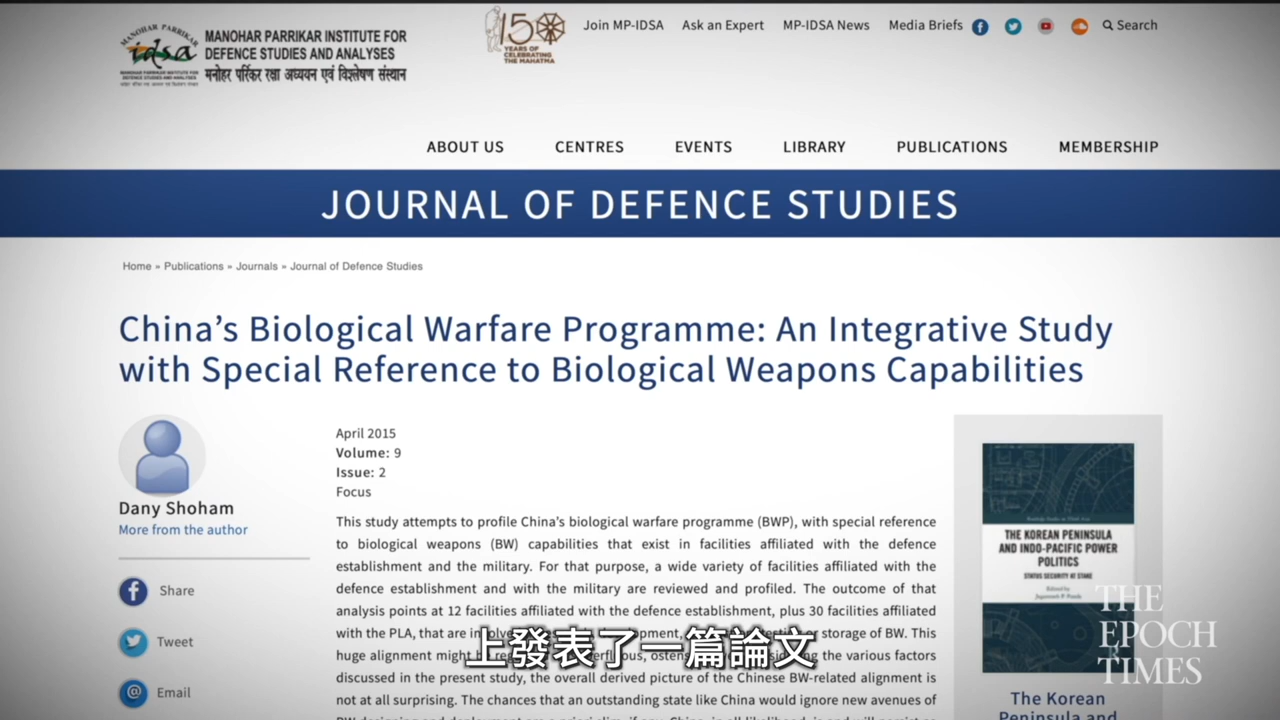 MANOHAR PARRIKAR
idsa
MANOHAR PARRIKAR INSTITUTE FOR
DEFENCE STUDIES AND ANALYSES
मनोहर पर्रिकर रक्षा अध्ययन एवं विश्लेषण संस्थान
150
YEARS OF
CELEBRATING
THE MAHATMA
Join MP-IDSA Ask an Expert MP-IDSA News Media Briefs Search
ABOUT US CENTRES EVENTS LIBRARY PUBLICATIONS MEMBERSHIP
JOURNAL OF DEFENCE STUDIES
Home » Publications » Journals » Journal of Defence Studies
China’s Biological Warfare Programme: An Integrative Study
with Special Reference to Biological Weapons Capabilities
Dany Shoham
More from the author
Share
Tweet
Email
April 2015
Volume: 9
Issue: 2
Focus
This study attempts to profile China’s biological warfare programme (BWP), with special reference
to biological weapons (BW) capabilities that exist in facilities affiliated with the defence
establishment and the military. For that purpose, a wide variety of facilities affiliated with the
defence establishment and with the military are reviewed and profiled. The outcome of that
analysis points at 12 facilities affiliated with the defence establishment, plus 30 facilities affiliated
with the PLA, that are storage of BW. This
huge alignment might the various factors
discussed in the present study, the overall derived picture of the Chinese BW-related alignment is
not at all surprising. The chances that an outstanding state like China would ignore new avenues of
上發表了一篇論文
THE KOREAN PENINSULA
AND INDO-PACIFIC POWER
POLITICS
STATUS SECURITY AT STAKE
Edited by
The Korean
Peninsula and
THE
EPOCH
TIMES